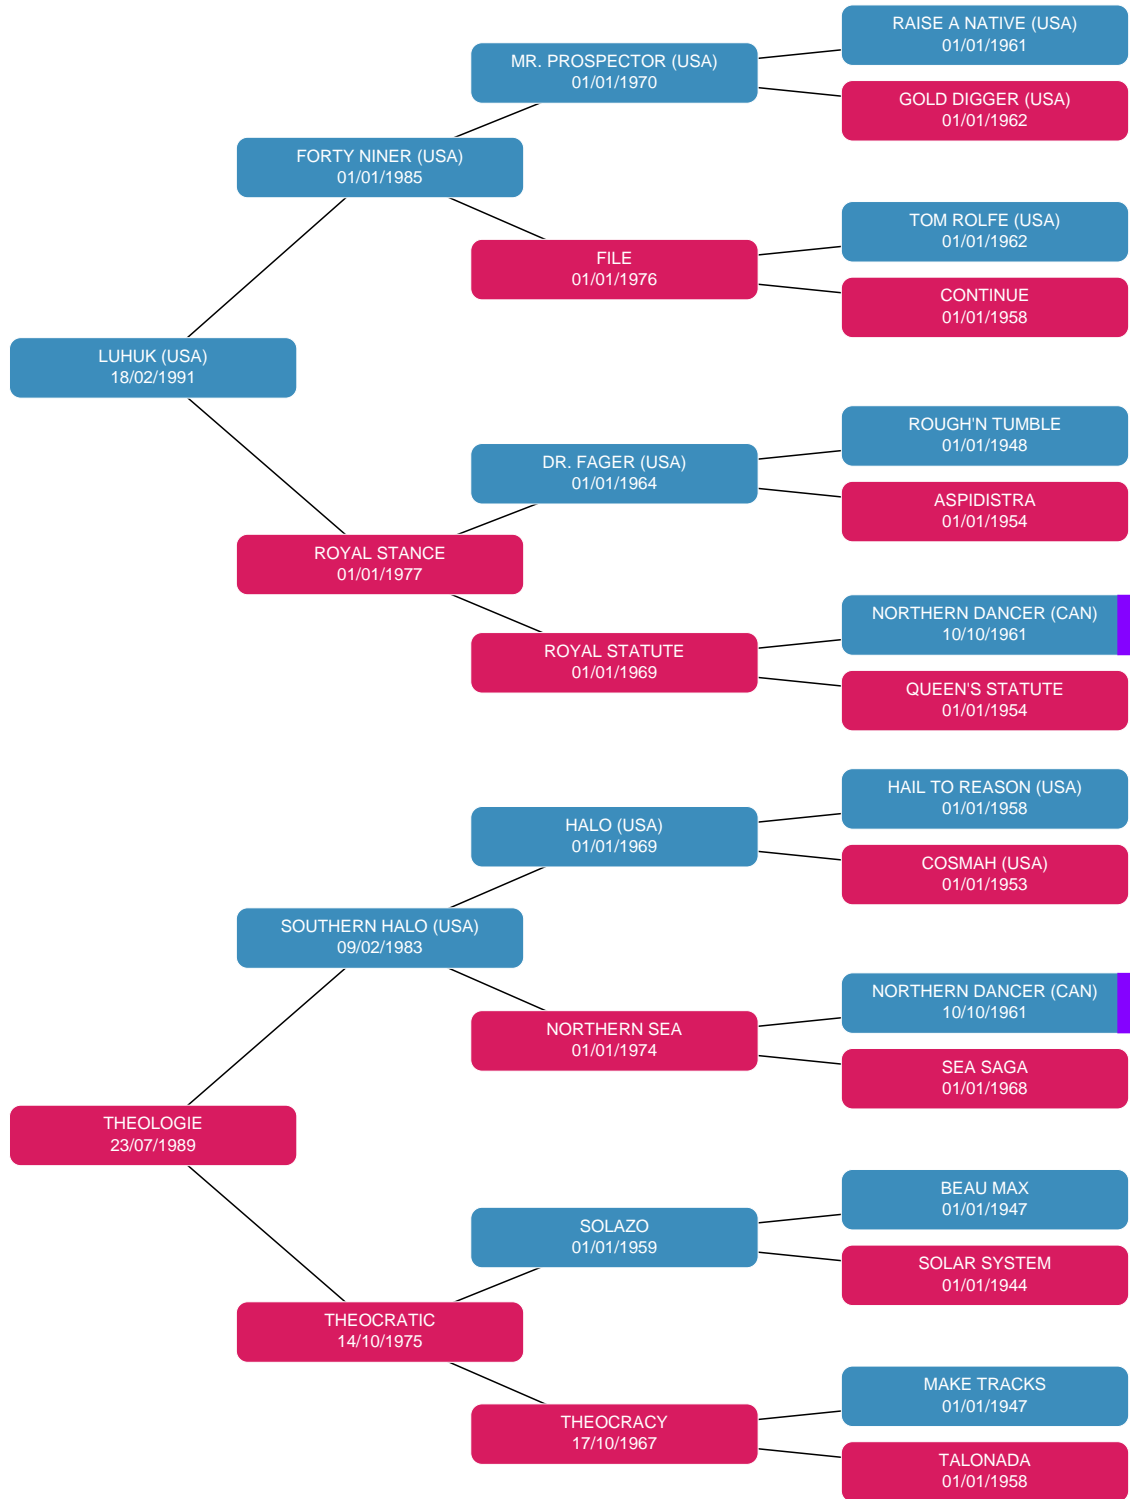 RAISE A NATIVE (USA)
01/01/1961
MR. PROSPECTOR (USA)
01/01/1970
GOLD DIGGER (USA)
01/01/1962
FORTY NINER (USA)
01/01/1985
TOM ROLFE (USA)
01/01/1962
FILE
01/01/1976
CONTINUE
01/01/1958
LUHUK (USA)
18/02/1991
ROUGH'N TUMBLE
01/01/1948
DR. FAGER (USA)
01/01/1964
ASPIDISTRA
01/01/1954
ROYAL STANCE
01/01/1977
NORTHERN DANCER (CAN)
10/10/1961
ROYAL STATUTE
01/01/1969
QUEEN'S STATUTE
01/01/1954
HAIL TO REASON (USA)
01/01/1958
HALO (USA)
01/01/1969
COSMAH (USA)
01/01/1953
SOUTHERN HALO (USA)
09/02/1983
NORTHERN DANCER (CAN)
10/10/1961
NORTHERN SEA
01/01/1974
SEA SAGA
01/01/1968
THEOLOGIE
23/07/1989
BEAU MAX
01/01/1947
SOLAZO
01/01/1959
SOLAR SYSTEM
01/01/1944
THEOCRATIC
14/10/1975
MAKE TRACKS
01/01/1947
THEOCRACY
17/10/1967
TALONADA
01/01/1958